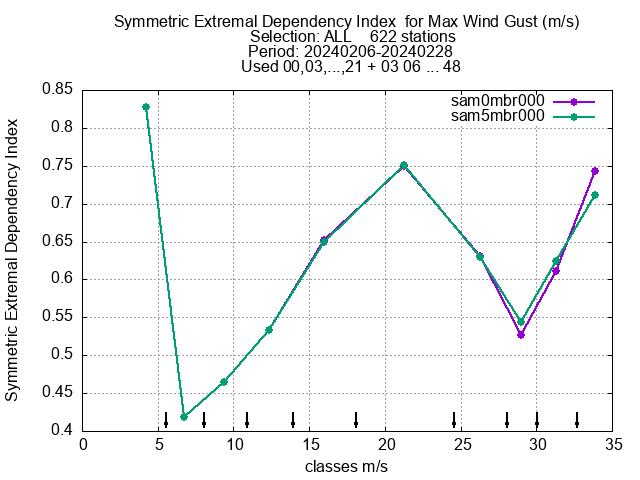 Symmetric Extremal Dependency Index  for Max Wind Gust (m/s)
Selection: ALL    622 stations
Period: 20240206-20240228
Used 00,03,...,21 + 03 06 ... 48
sam0mbr000
sam5mbr000
0.85
0.8
0.75
0.7
0.65
0.6
0.55
0.5
0.45
0.4
Symmetric Extremal Dependency Index
0 5 10 15 20 25 30 35
classes m/s